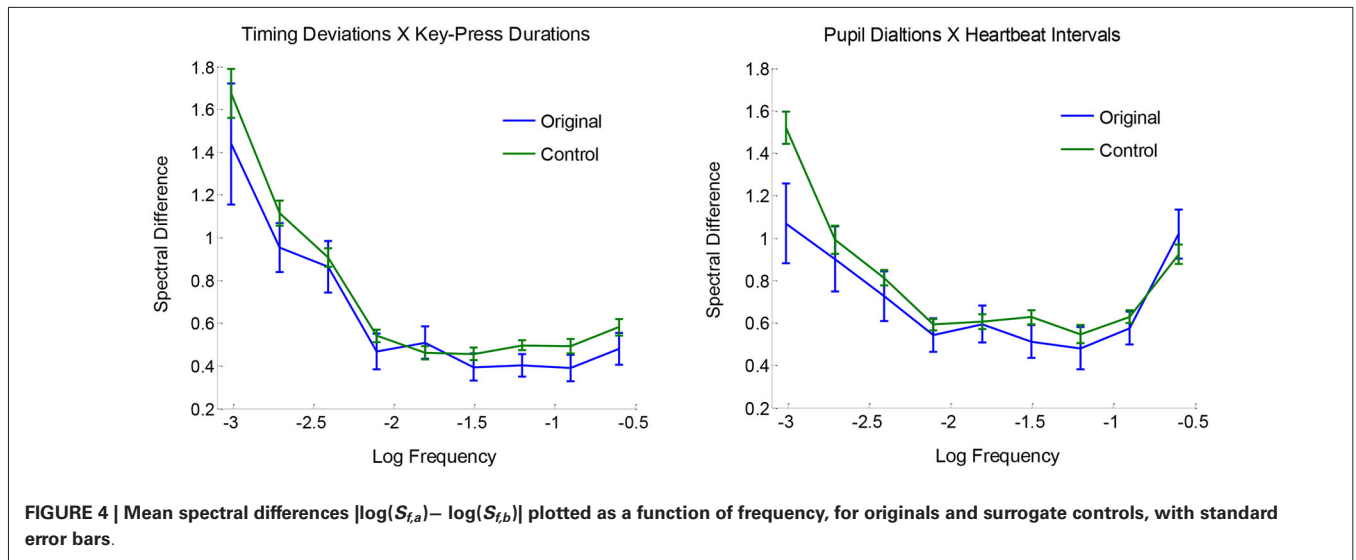 Timing Deviations X Key-Press Durations
1.8
1.6
1.4
1.2
1
0.8
0.6
0.4
0.2
-3
-2.5
-2
-1.5
-1
-0.5
Spectral Difference
Log Frequency
Original
Control
Pupil Dialtions X Heartbeat Intervals
1.8
1.6
1.4
1.2
1
0.8
0.6
0.4
0.2
-3
-2.5
-2
-1.5
-1
-0.5
Spectral Difference
Log Frequency
Original
Control
FIGURE 4 | Mean spectral differences |log(Sf,a)− log(Sf,b)| plotted as a function of frequency, for originals and surrogate controls, with standard
error bars.